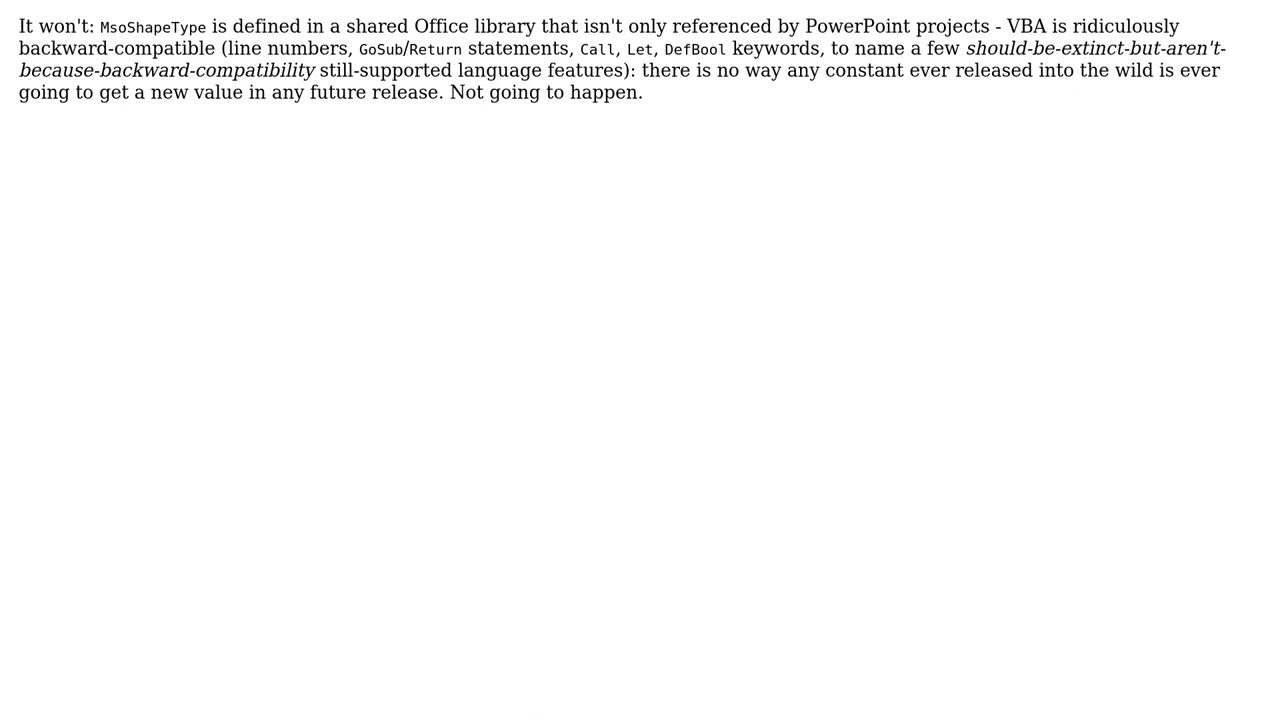 It won't: MsoShapeType is defined in a shared Office library that isn't only referenced by PowerPoint projects - VBA is ridiculously
backward-compatible (line numbers, GoSub/Return statements, Call, Let, DefBool keywords, to name a few should-be-extinct-but-aren't-
because-backward-compatibility still-supported language features): there is no way any constant ever released into the wild is ever
going to get a new value in any future release. Not going to happen.